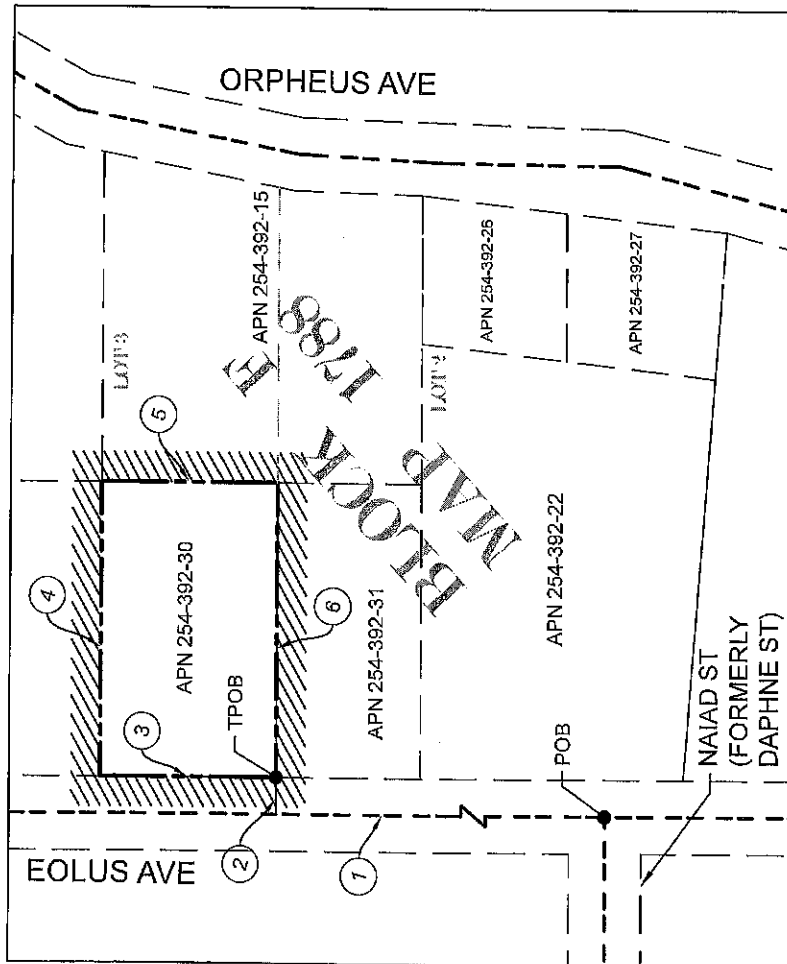 ORPHEUS AVE
LOT 3
APN 254-392-15
BLOCK F
MAP 1788
APN 254-392-26
APN 254-392-27
LOT 2
5
4
APN 254-392-30
6
3
TPOB
APN 254-392-31
APN 254-392-22
2
1
EOLUS AVE
POB
NAIAD ST
(FORMERLY
DAPHNE ST)